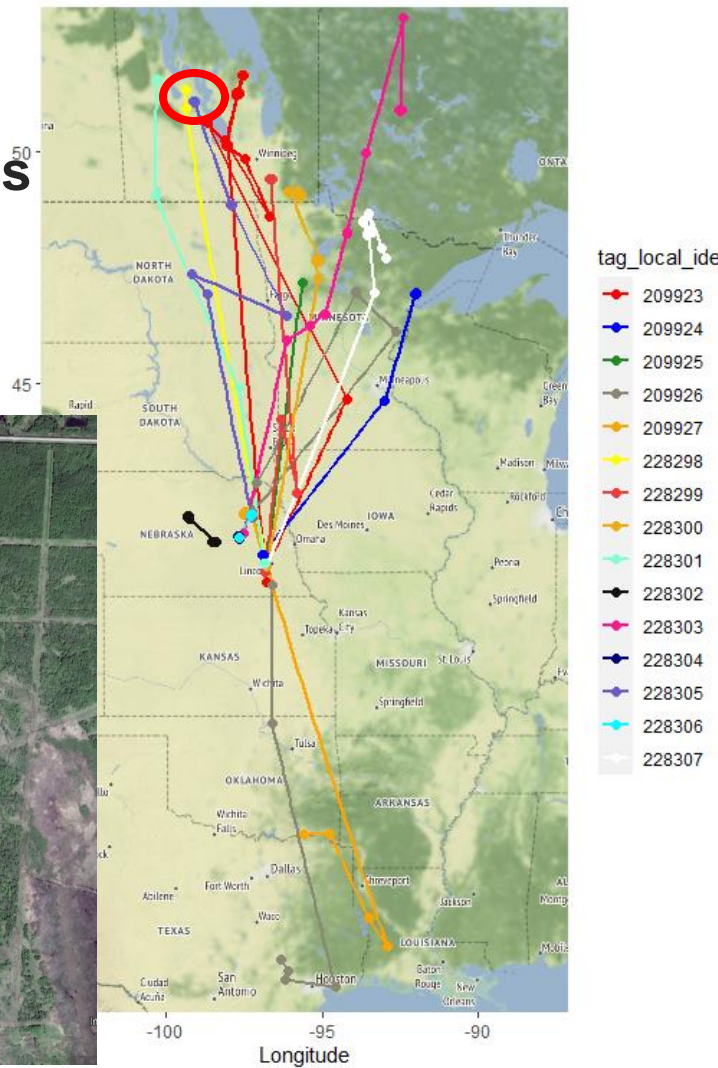 s
50
45
Winnipeg
ONTA
Thunder
Bay
NORTH
DAKOTA
MINNESOTA
Rapid
SOUTH
DAKOTA
Minneapolis
Green
Bay
Madison
Milw
Rockford
Ch
Cedar
Rapids
IOWA
Des Moines
NEBRASKA
Omaha
Peoria
Springfield
Kansas
City
Topeka
KANSAS
MISSOURI
St Louis
Wichita
Springfield
Tulsa
OKLAHOMA
ARKANSAS
Wichita
Falls
Dallas
Fort Worth
Abilene
Shreveport
Jackson
Waco
TEXAS
LOUISIANA
Montg
Mobile
Baton
Rouge
New
Orleans
San
Antonio
Houston
Ciudad
Acuña
-100
-95
-90
Longitude
tag_local_ide
209923
209924
209925
209926
209927
228298
228299
228300
228301
228302
228303
228304
228305
228306
228307